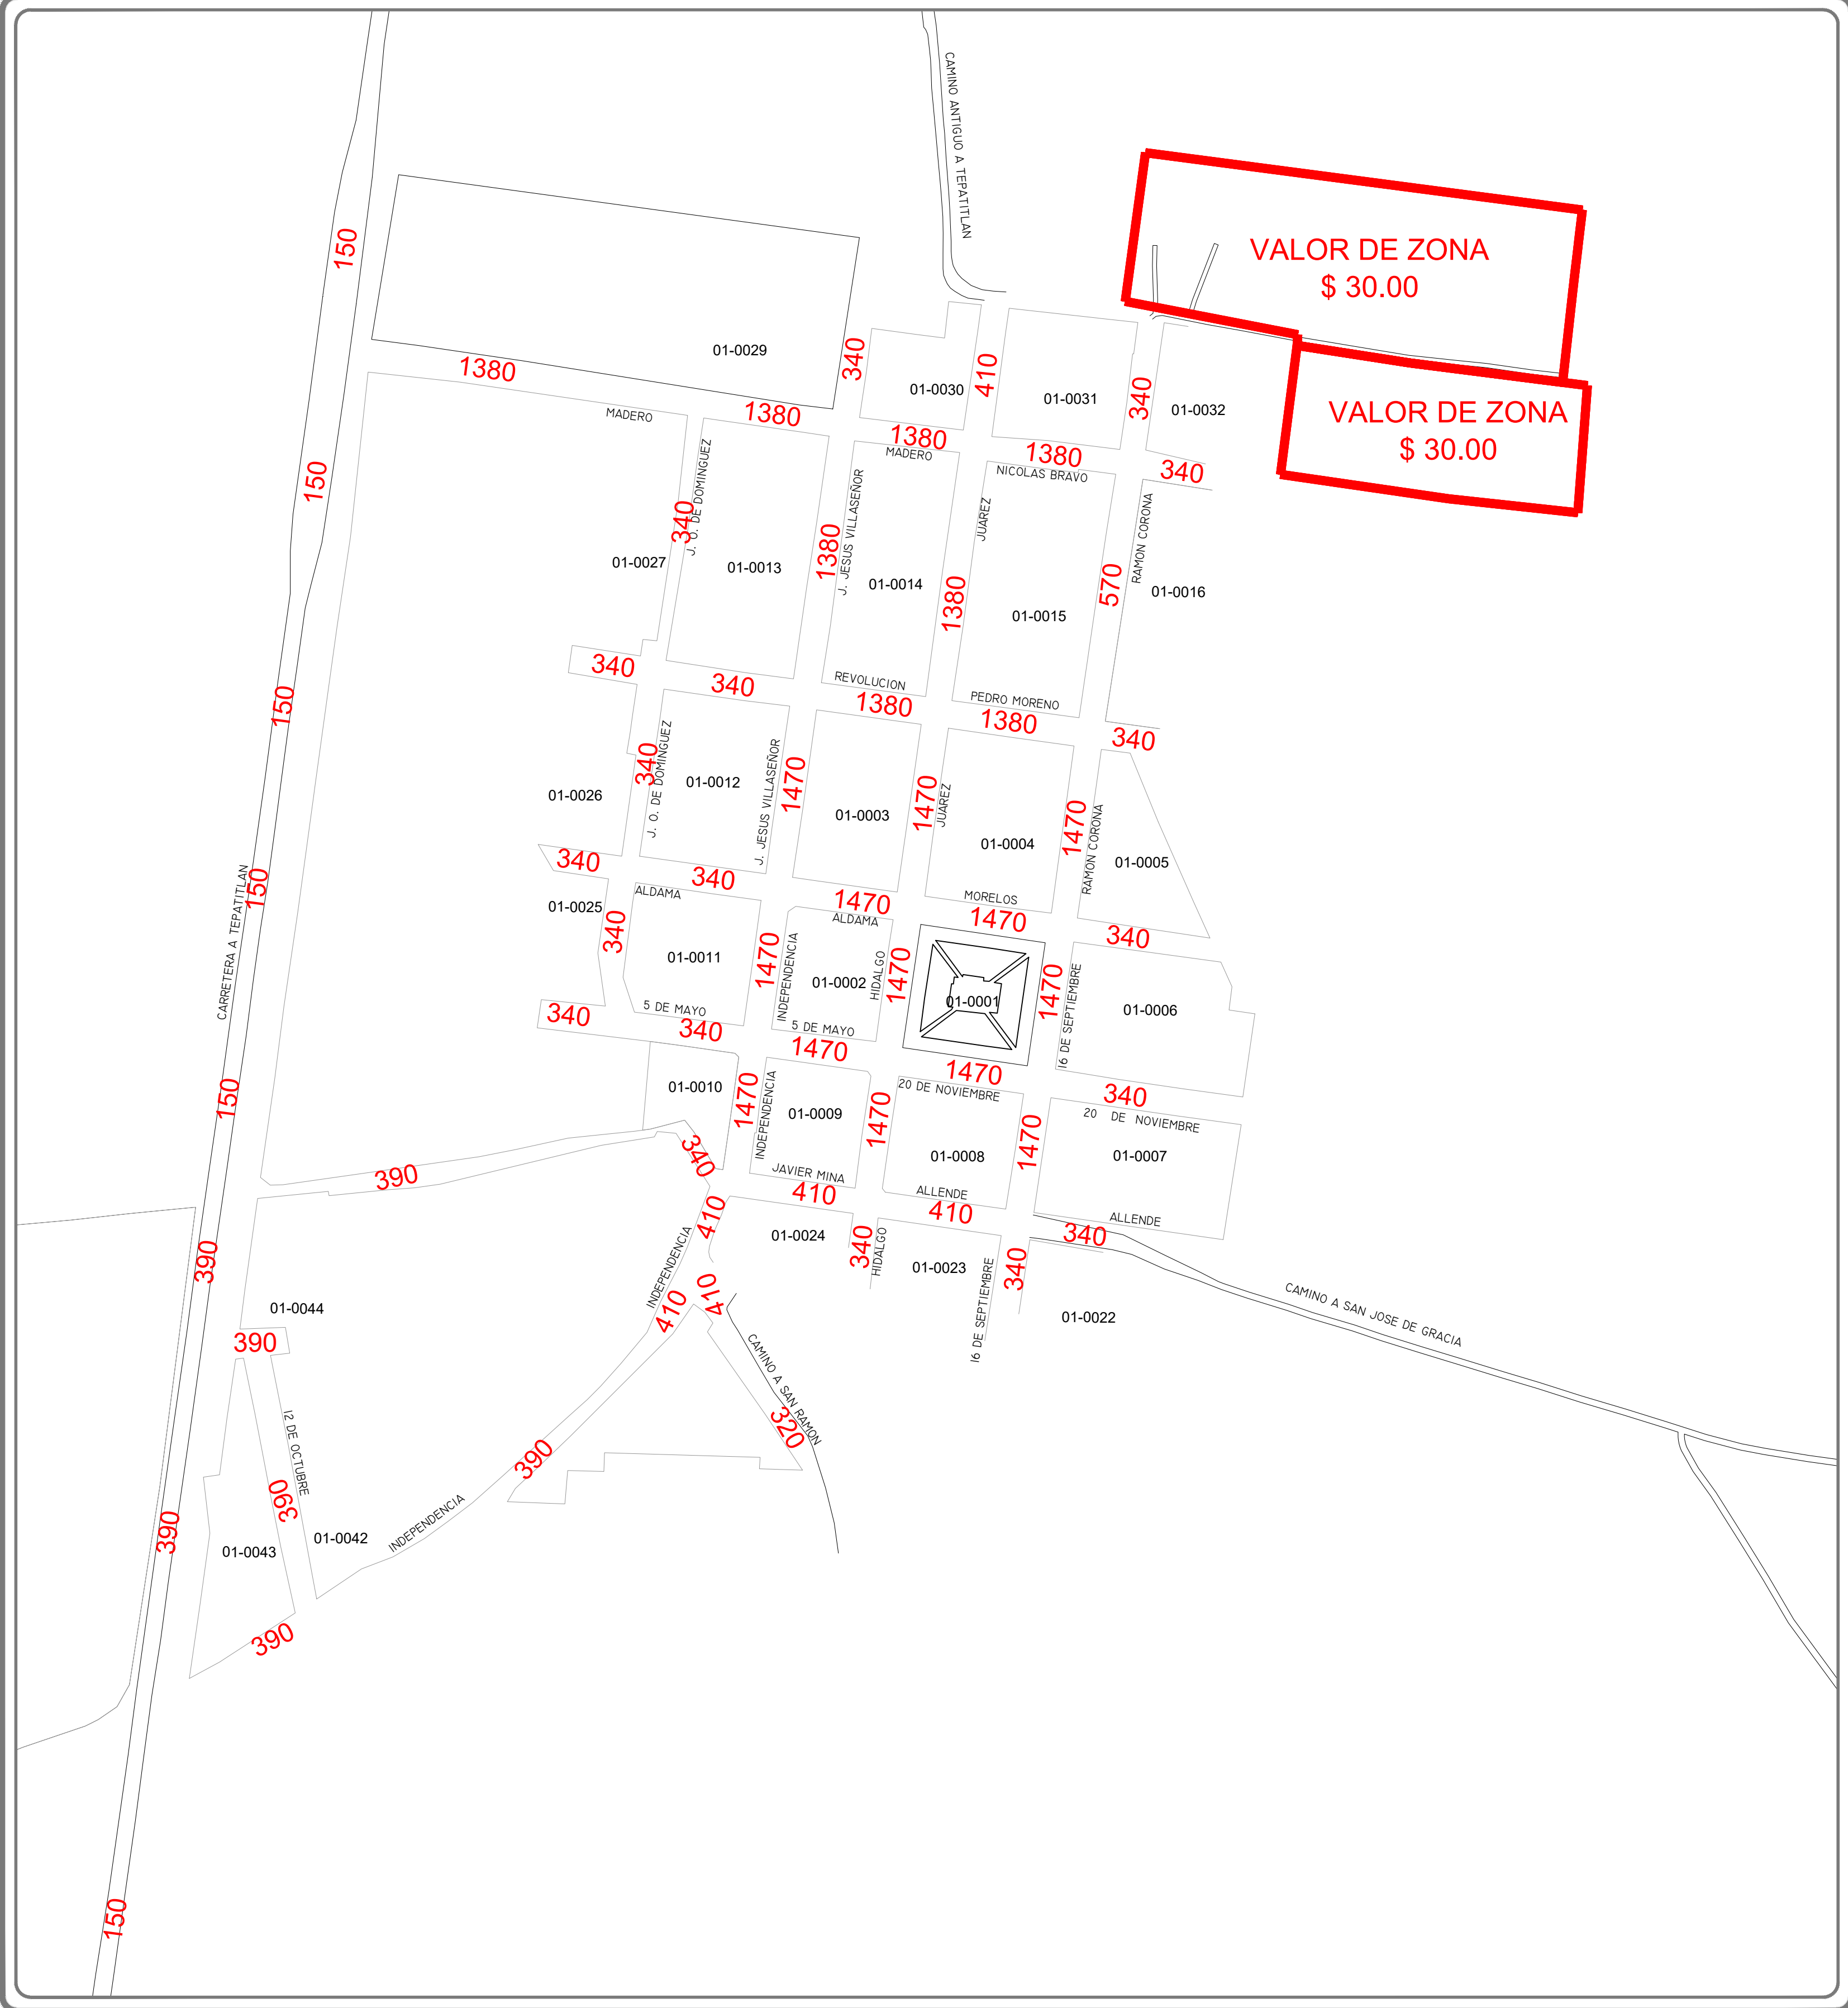 CAMINO ANTIGUO A TEPATITLAN
VALOR DE ZONA
$ 30.00
VALOR DE ZONA
$ 30.00
150
01-0029
340
01-0030
410
01-0031
340
01-0032
1380
MADERO
1380
1380
MADERO
1380
NICOLAS BRAVO
340
150
J. O. DE DOMINGUEZ
340
01-0027
01-0013
1380
J. JESUS VILLASEÑOR
01-0014
1380
JUAREZ
01-0015
570
RAMON CORONA
01-0016
340
340
REVOLUCION
1380
PEDRO MORENO
1380
340
150
340
J. O. DE DOMINGUEZ
01-0012
J. JESUS VILLASEÑOR
1470
01-0003
1470
JUAREZ
01-0004
1470
RAMON CORONA
01-0005
01-0026
340
340
ALDAMA
1470
ALDAMA
MORELOS
1470
340
CARRETERA A TEPATITLAN
150
01-0025
340
01-0011
1470
INDEPENDENCIA
01-0002
HIDALGO
1470
01-0001
1470
16 DE SEPTIEMBRE
01-0006
340
5 DE MAYO
340
5 DE MAYO
1470
1470
20 DE NOVIEMBRE
340
20 DE NOVIEMBRE
150
01-0010
1470
INDEPENDENCIA
01-0009
1470
01-0008
1470
01-0007
390
340
JAVIER MINA
410
ALLENDE
410
ALLENDE
340
410
INDEPENDENCIA
01-0024
340
HIDALGO
01-0023
16 DE SEPTIEMBRE
340
01-0022
CAMINO A SAN JOSE DE GRACIA
390
01-0044
390
410
410
CAMINO A SAN RAMON
320
12 DE OCTUBRE
390
390
INDEPENDENCIA
390
01-0043
01-0042
390
150